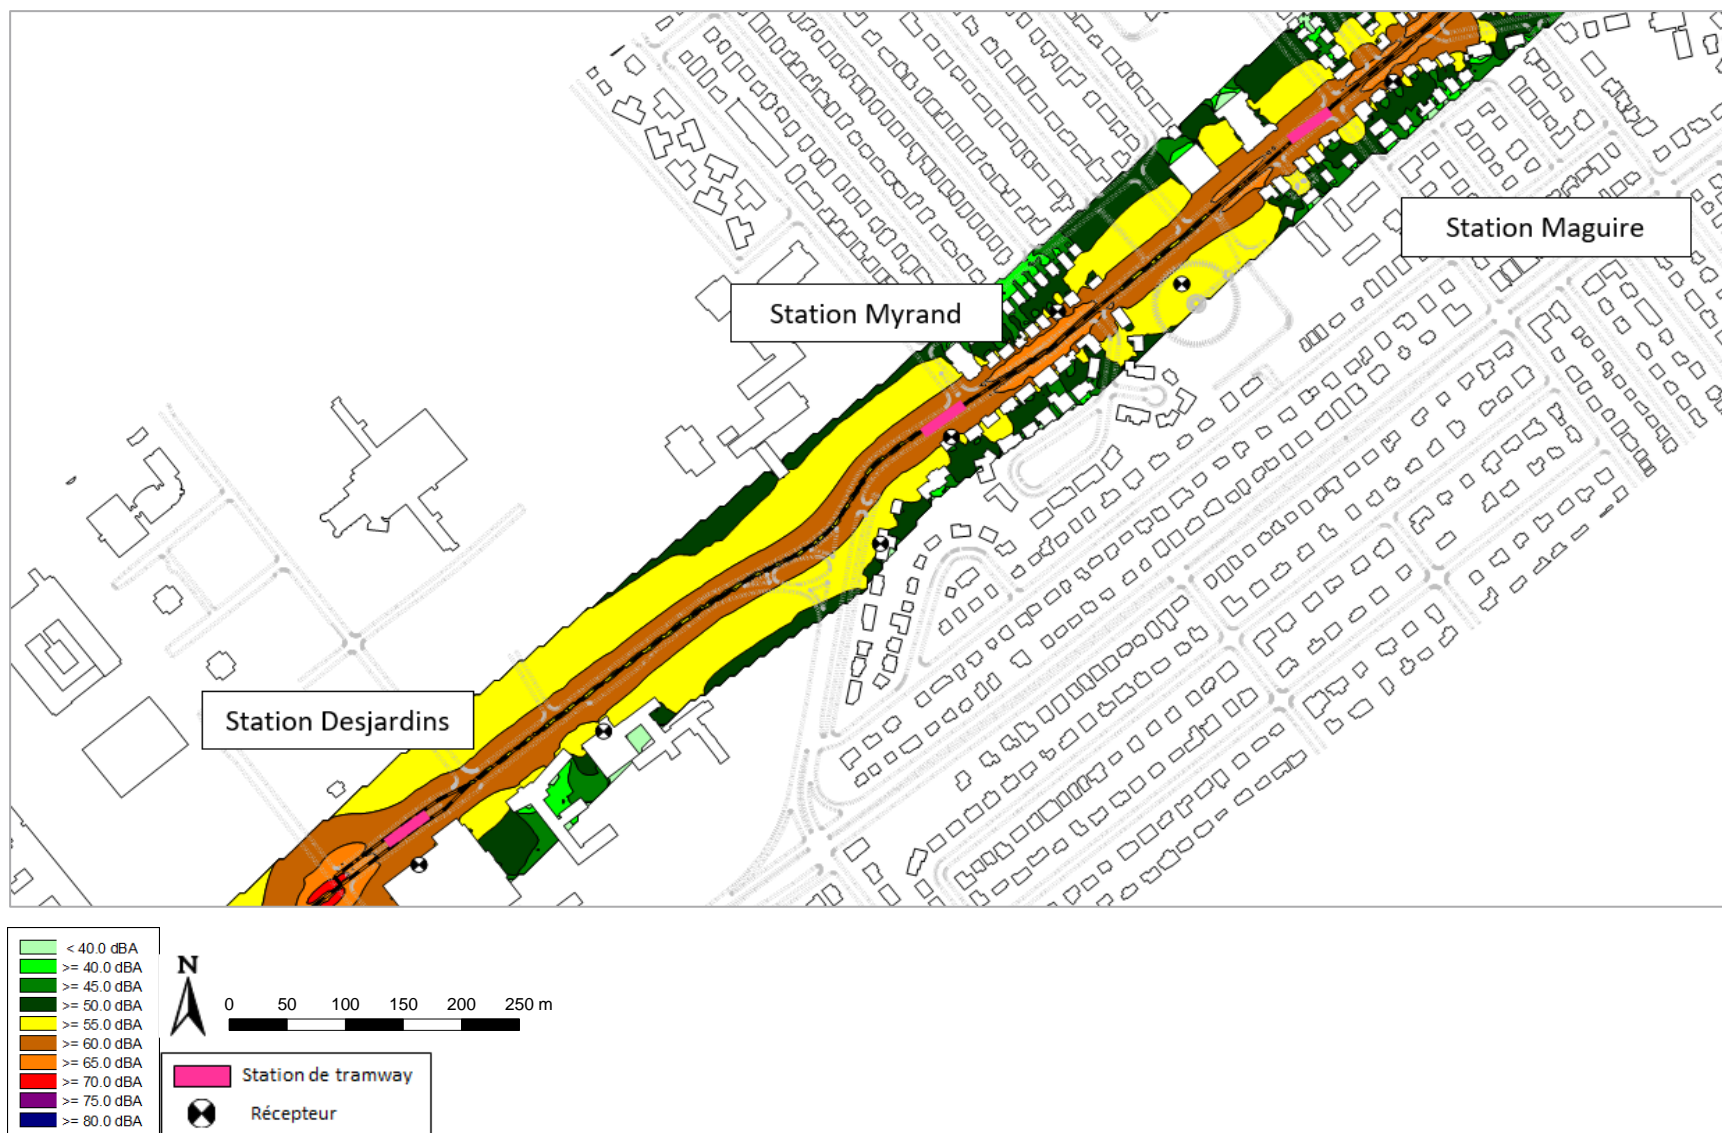 Station Maguire
Station Myrand
Station Desjardins
< 40.0 dBA
>= 40.0 dBA
>= 45.0 dBA
>= 50.0 dBA
>= 55.0 dBA
>= 60.0 dBA
>= 65.0 dBA
>= 70.0 dBA
>= 75.0 dBA
>= 80.0 dBA
N
0 50 100 150 200 250 m
Station de tramway
Récepteur